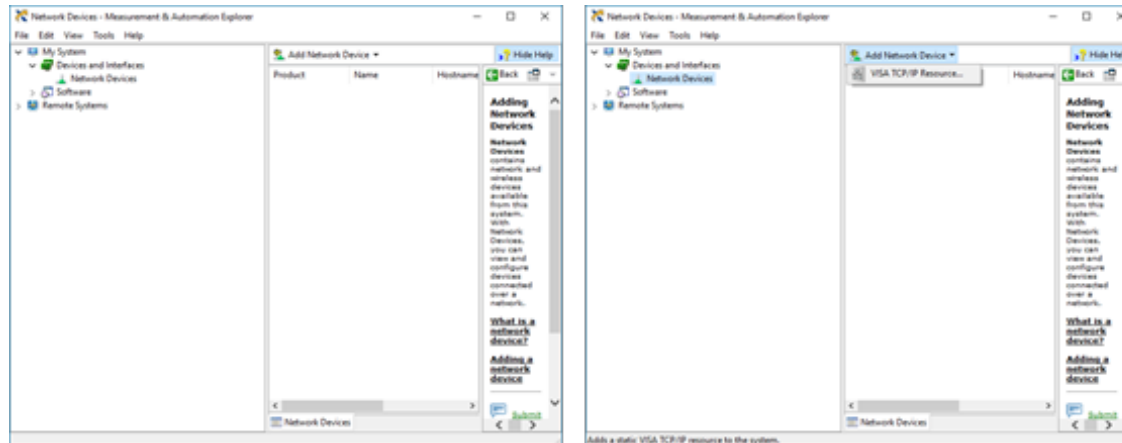 Network Devices - Measurement & Automation Explorer
File Edit View Tools Help
My System
Devices and Interfaces
Network Devices
Software
Remote Systems
Add Network Device
Hide Help
Product Name Hostname
Back
Adding
Network
Devices
Network
Devices
contains
network and
wireless
devices
available
from this
system.
With
Network
Devices,
you can
view and
configure
devices
connected
over a
network.
What is a
network
device?
Adding a
network
device
Submit
Network Devices
Network Devices - Measurement & Automation Explorer
File Edit View Tools Help
My System
Devices and Interfaces
Network Devices
Software
Remote Systems
Add Network Device
Hide He
VISA TCP/IP Resource...
Hostname
Back
Adding
Network
Devices
Network
Devices
contains
network and
wireless
devices
available
from this
system.
With
Network
Devices,
you can
view and
configure
devices
connected
over a
network.
What is a
network
device?
Adding a
network
device
Submit
Network Devices
Adds a static VISA TCP/IP resource to the system.